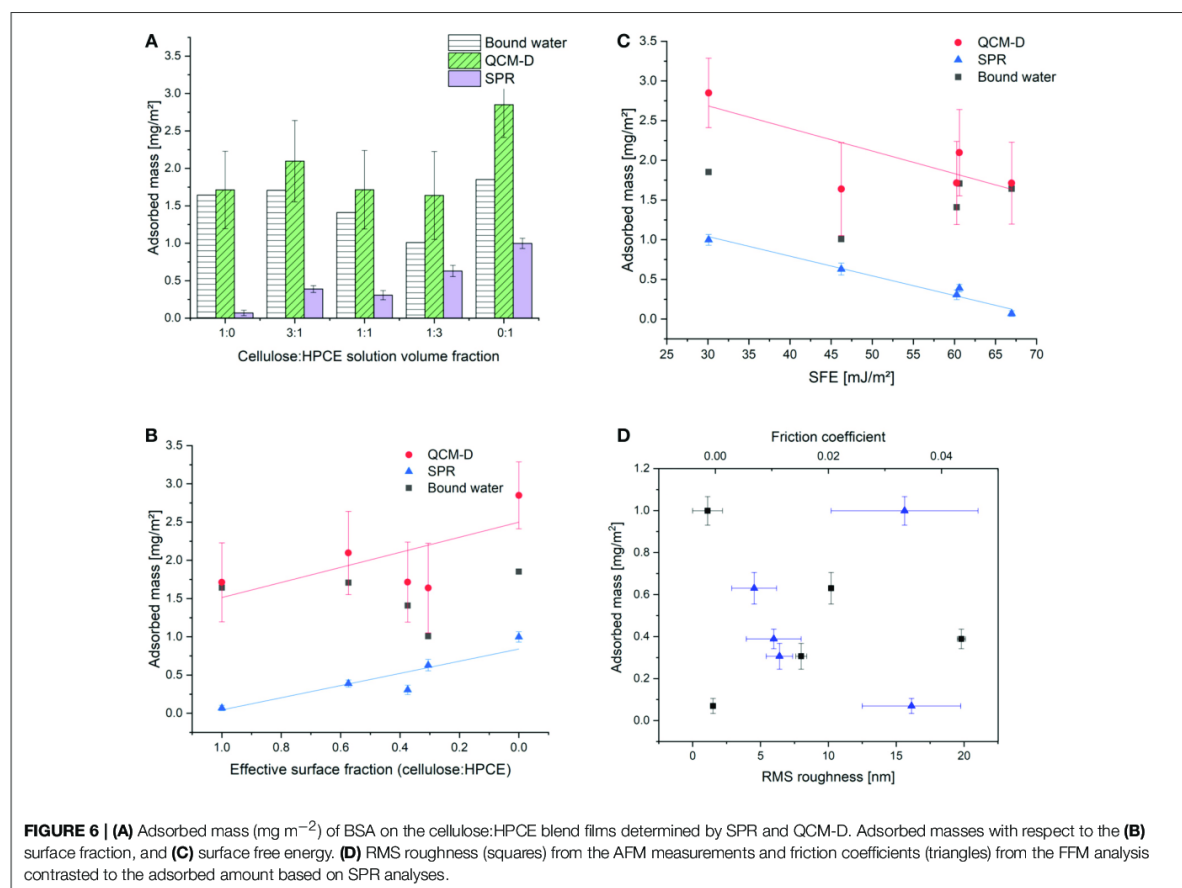 A
Bound water
QCM-D
SPR
3.5
3.0
2.5
2.0
1.5
1.0
0.5
0.0
Adsorbed mass [mg/m²]
1:0 3:1 1:1 1:3 0:1
Cellulose:HPCE solution volume fraction
C
QCM-D
SPR
Bound water
3.5
3.0
2.5
2.0
1.5
1.0
0.5
0.0
Adsorbed mass [mg/m²]
25 30 35 40 45 50 55 60 65 70
SFE [mJ/m²]
B
QCM-D
SPR
Bound water
3.5
3.0
2.5
2.0
1.5
1.0
0.5
0.0
Adsorbed mass [mg/m²]
1.0 0.8 0.6 0.4 0.2 0.0
Effective surface fraction (cellulose:HPCE)
D
Friction coefficient
0.00 0.02 0.04
1.2
1.0
0.8
0.6
0.4
0.2
0.0
Adsorbed mass [mg/m²]
0 5 10 15 20
RMS roughness [nm]
FIGURE 6 | (A) Adsorbed mass (mg m−2) of BSA on the cellulose:HPCE blend films determined by SPR and QCM-D. Adsorbed masses with respect to the (B)
surface fraction, and (C) surface free energy. (D) RMS roughness (squares) from the AFM measurements and friction coefficients (triangles) from the FFM analysis
contrasted to the adsorbed amount based on SPR analyses.